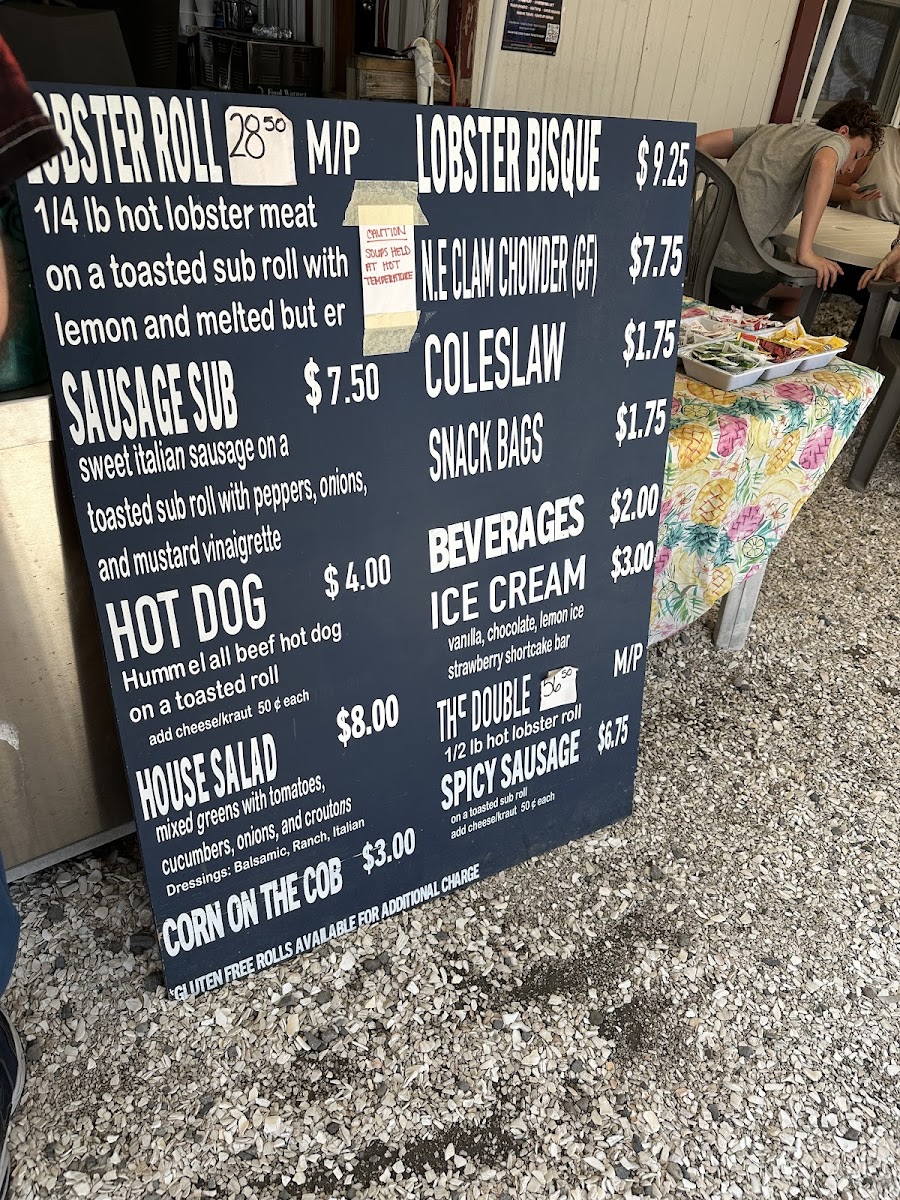 LOBSTER ROLL 28.50 M/P
1/4 lb hot lobster meat
on a toasted sub roll with
lemon and melted but er
CAUTION
SOUPS HELD
AT HOT
TEMPERATURE
SAUSAGE SUB $7.50
sweet italian sausage on a
toasted sub roll with peppers, onions,
and mustard vinaigrette
HOT DOG $4.00
Hummel all beef hot dog
on a toasted roll
add cheese/kraut 50¢ each
HOUSE SALAD $8.00
mixed greens with tomatoes,
cucumbers, onions, and croutons
Dressings: Balsamic, Ranch, Italian
CORN ON THE COB $3.00
*GLUTEN FREE ROLLS AVAILABLE FOR ADDITIONAL CHARGE
LOBSTER BISQUE $9.25
N.E CLAM CHOWDER (GF) $7.75
COLESLAW $1.75
SNACK BAGS $1.75
BEVERAGES $2.00
ICE CREAM $3.00
vanilla, chocolate, lemon ice
strawberry shortcake bar
THE DOUBLE 56.50 M/P
1/2 lb hot lobster roll
SPICY SAUSAGE $6.75
on a toasted sub roll
add cheese/kraut 50¢ each
Food Warmer